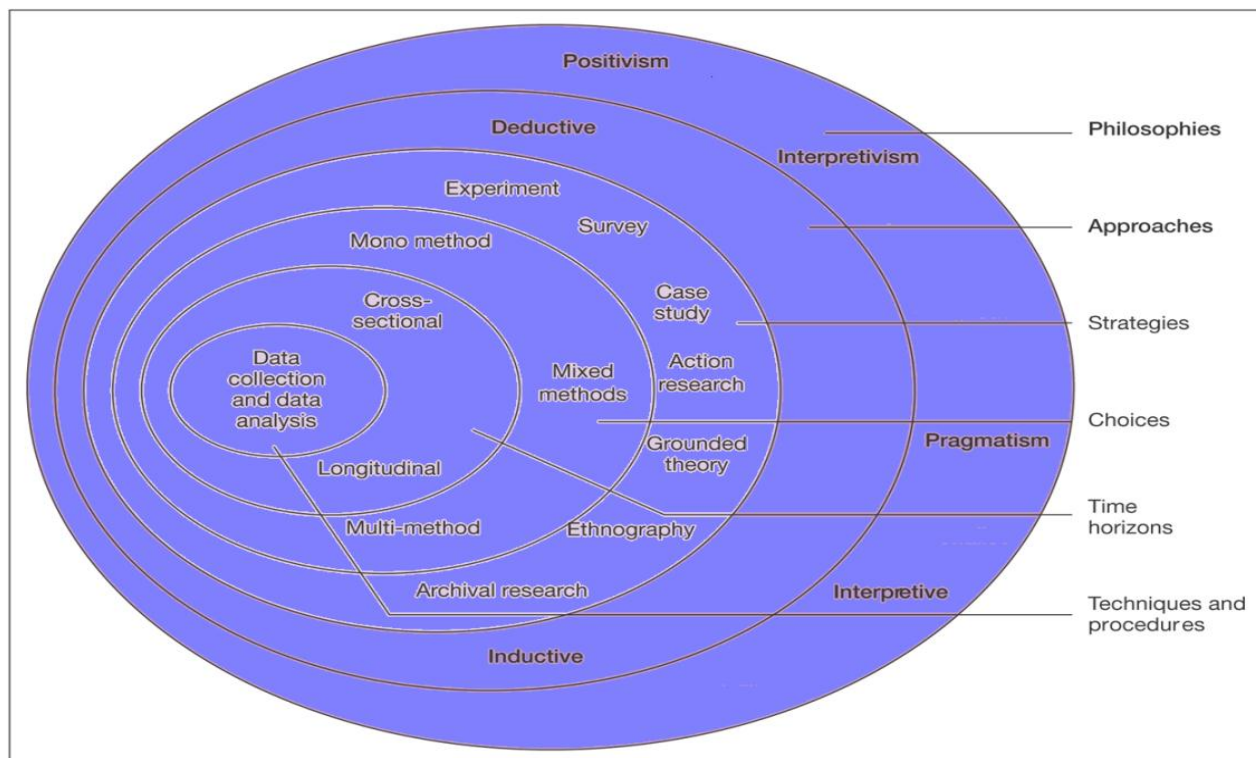 Positivism
Deductive
Philosophies
Interpretivism
Experiment
Survey
Approaches
Mono method
Cross-
sectional
Case
study
Strategies
Data
collection
and data
analysis
Mixed
methods
Action
research
Choices
Grounded
theory
Pragmatism
Longitudinal
Time
horizons
Multi-method
Ethnography
Archival research
Interpretive
Techniques and
procedures
Inductive